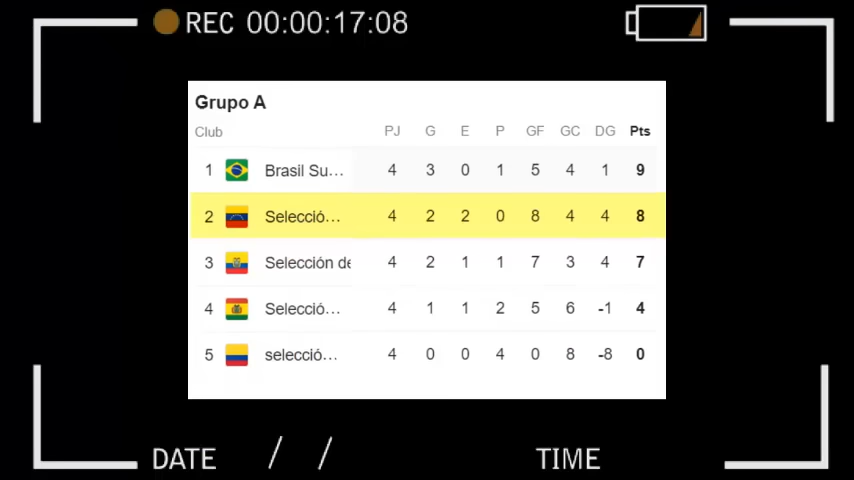 REC 00:00:17:08
Grupo A
Club PJ G E P GF GC DG Pts
1 Brasil Su... 4 3 0 1 5 4 1 9
2 Selecció... 4 2 2 0 8 4 4 8
3 Selección de 4 2 1 1 7 3 4 7
4 Selecció... 4 1 1 2 5 6 -1 4
5 selecció... 4 0 0 4 0 8 -8 0
DATE / / TIME